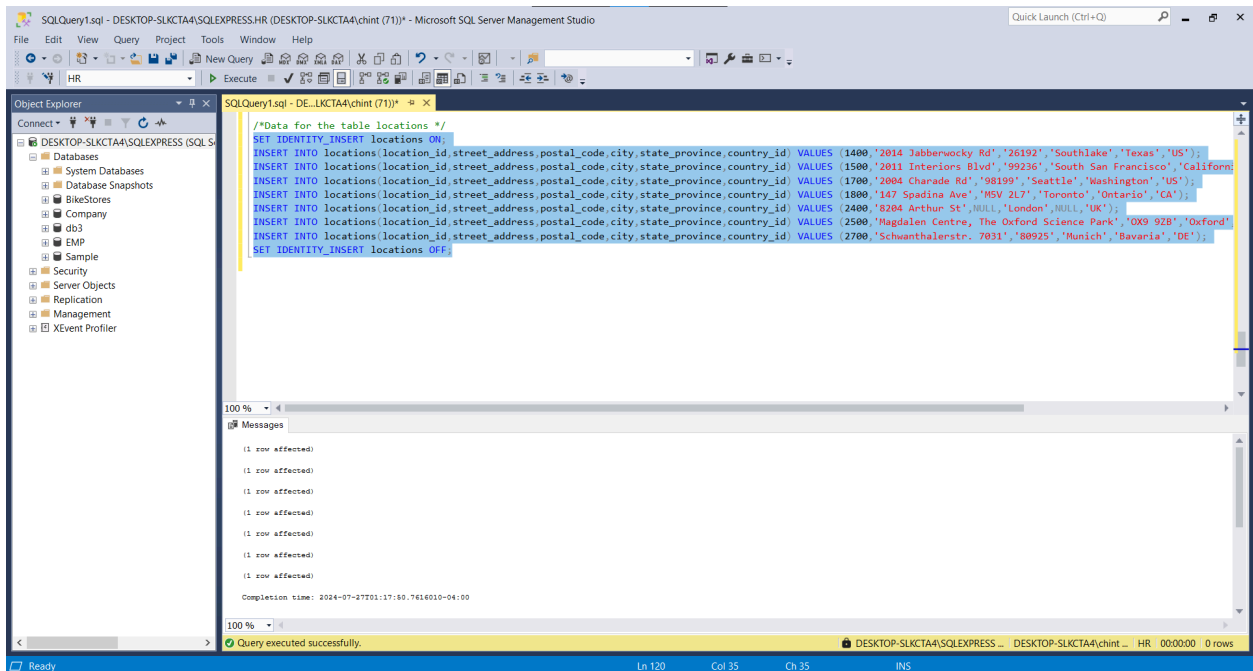 SQLQuery1.sql - DESKTOP-SLKCTA4\SQLEXPRESS.HR (DESKTOP-SLKCTA4\chint (71))* - Microsoft SQL Server Management Studio
Quick Launch (Ctrl+Q)
File Edit View Query Project Tools Window Help
New Query
HR
Execute
Object Explorer
SQLQuery1.sql - DE...LKCTA4\chint (71))*
Connect
DESKTOP-SLKCTA4\SQLEXPRESS (SQL S
Databases
System Databases
Database Snapshots
BikeStores
Company
db3
EMP
Sample
Security
Server Objects
Replication
Management
XEvent Profiler
/*Data for the table locations */
SET IDENTITY_INSERT locations ON;
INSERT INTO locations(location_id,street_address,postal_code,city,state_province,country_id) VALUES (1400,'2014 Jabberwocky Rd','26192','Southlake','Texas','US');
INSERT INTO locations(location_id,street_address,postal_code,city,state_province,country_id) VALUES (1500,'2011 Interiors Blvd','99236','South San Francisco','Californ
INSERT INTO locations(location_id,street_address,postal_code,city,state_province,country_id) VALUES (1700,'2004 Charade Rd','98199','Seattle','Washington','US');
INSERT INTO locations(location_id,street_address,postal_code,city,state_province,country_id) VALUES (1800,'147 Spadina Ave','M5V 2L7','Toronto','Ontario','CA');
INSERT INTO locations(location_id,street_address,postal_code,city,state_province,country_id) VALUES (2400,'8204 Arthur St',NULL,'London',NULL,'UK');
INSERT INTO locations(location_id,street_address,postal_code,city,state_province,country_id) VALUES (2500,'Magdalen Centre, The Oxford Science Park','OX9 9ZB','Oxford'
INSERT INTO locations(location_id,street_address,postal_code,city,state_province,country_id) VALUES (2700,'Schwanthalerstr. 7031','80925','Munich','Bavaria','DE');
SET IDENTITY_INSERT locations OFF;
100 %
Messages
(1 row affected)
(1 row affected)
(1 row affected)
(1 row affected)
(1 row affected)
(1 row affected)
(1 row affected)
Completion time: 2024-07-27T01:17:50.7616010-04:00
100 %
Query executed successfully.
DESKTOP-SLKCTA4\SQLEXPRESS ... DESKTOP-SLKCTA4\chint ... HR 00:00:00 0 rows
Ready Ln 120 Col 35 Ch 35 INS